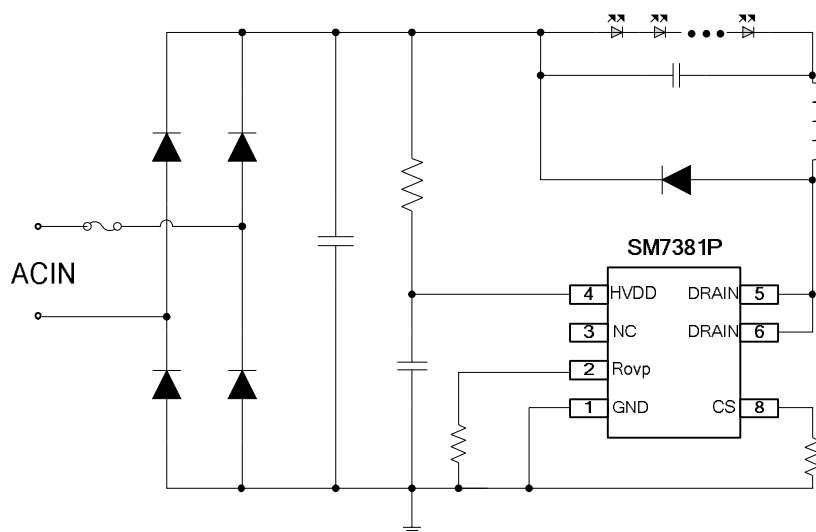 SM7381P
ACIN
4 HVDD DRAIN 5
3 NC DRAIN 6
2 Rovp
1 GND CS 8